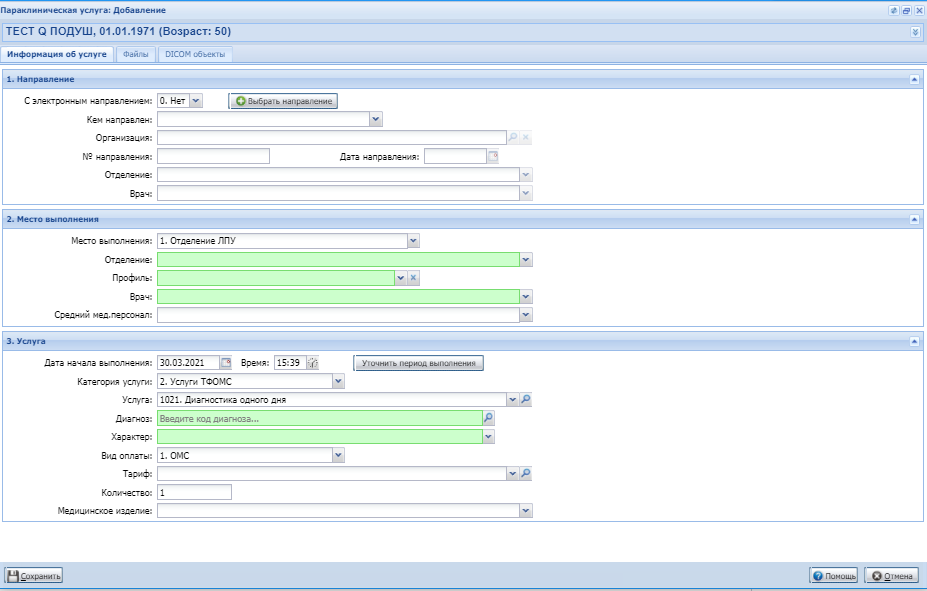 Параклиническая услуга: Добавление
ТЕСТ Q ПОДУШ, 01.01.1971 (Возраст: 50)
Информация об услуге Файлы DICOM объекты
1. Направление
С электронным направлением: 0. Нет Выбрать направление
Кем направлен:
Организация:
№ направления: Дата направления:
Отделение:
Врач:
2. Место выполнения
Место выполнения: 1. Отделение ЛПУ
Отделение:
Профиль:
Врач:
Средний мед.персонал:
3. Услуга
Дата начала выполнения: 30.03.2021 Время: 15:39 Уточнить период выполнения
Категория услуги: 2. Услуги ТФОМС
Услуга: 1021. Диагностика одного дня
Диагноз: Введите код диагноза...
Характер:
Вид оплаты: 1. ОМС
Тариф:
Количество: 1
Медицинское изделие:
Сохранить Помощь Отмена